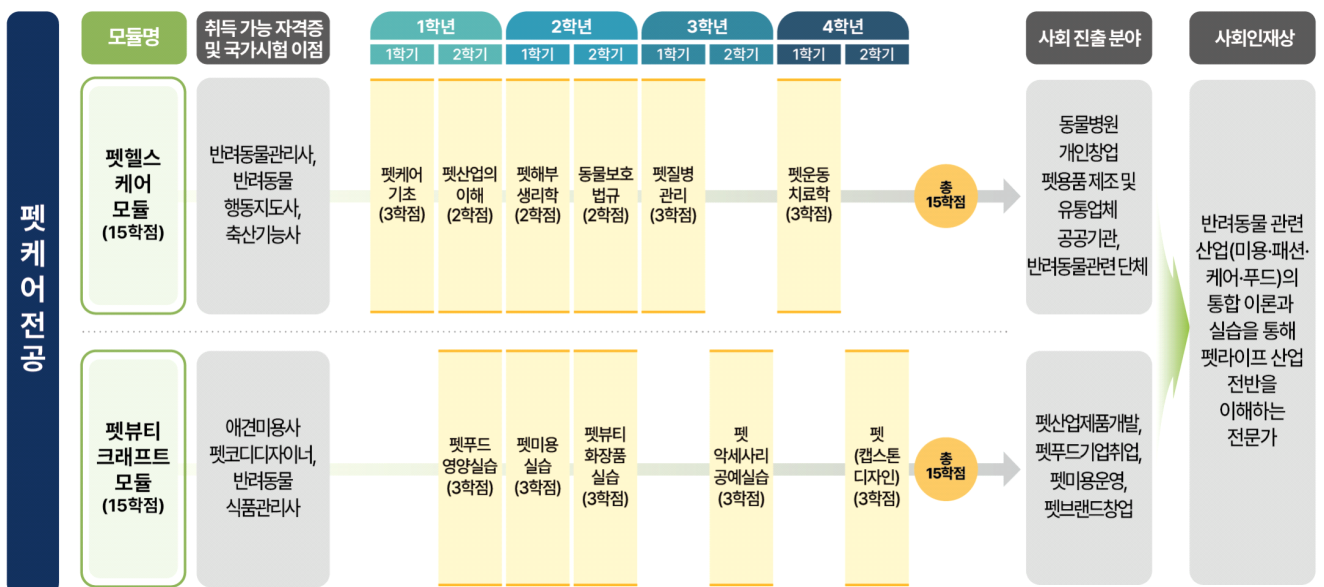 펫케어전공
모듈명
취득 가능 자격증
및 국가시험 이점
1학년
2학년
3학년
4학년
1학기
2학기
1학기
2학기
1학기
2학기
1학기
2학기
사회 진출 분야
사회인재상
펫헬스
케어
모듈
(15학점)
반려동물관리사,
반려동물
행동지도사,
축산기능사
펫케어
기초
(3학점)
펫산업의
이해
(2학점)
펫해부
생리학
(2학점)
동물보호
법규
(2학점)
펫질병
관리
(3학점)
펫운동
치료학
(3학점)
총
15학점
동물병원
개인창업
펫용품 제조 및
유통업체
공공기관,
반려동물관련 단체
펫뷰티
크래프트
모듈
(15학점)
애견미용사
펫코디디자이너,
반려동물
식품관리사
펫푸드
영양실습
(3학점)
펫미용
실습
(3학점)
펫뷰티
화장품
실습
(3학점)
펫
악세사리
공예실습
(3학점)
펫
(캡스톤
디자인)
(3학점)
총
15학점
펫산업제품개발,
펫푸드기업취업,
펫미용운영,
펫브랜드창업
반려동물 관련
산업(미용·패션·
케어·푸드)의
통합 이론과
실습을 통해
펫라이프 산업
전반을
이해하는
전문가